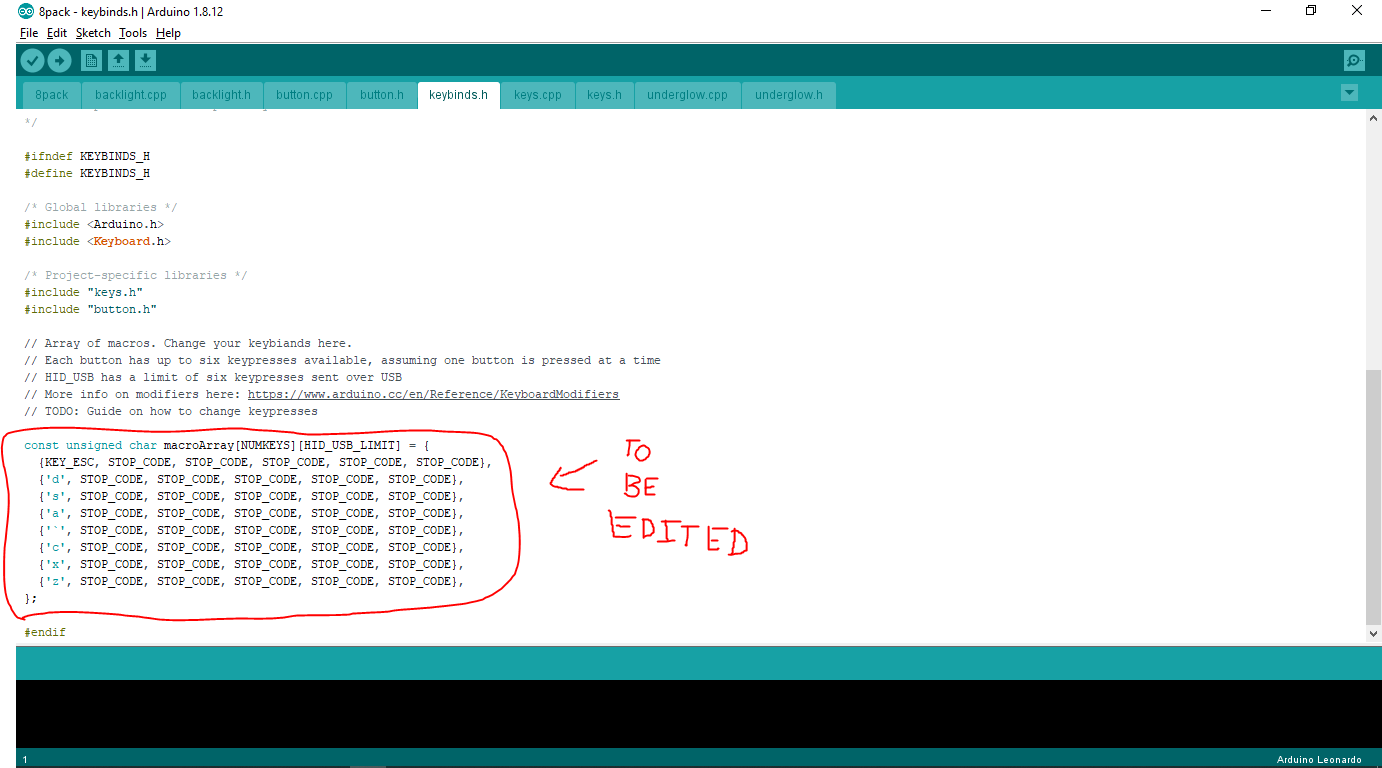 8pack - keybinds.h | Arduino 1.8.12
File Edit Sketch Tools Help
8pack backlight.cpp backlight.h button.cpp button.h keybinds.h keys.cpp keys.h underglow.cpp underglow.h
*/
#ifndef KEYBINDS_H
#define KEYBINDS_H
/* Global libraries */
#include <Arduino.h>
#include <Keyboard.h>
/* Project-specific libraries */
#include "keys.h"
#include "button.h"
// Array of macros. Change your keybiands here.
// Each button has up to six keypresses available, assuming one button is pressed at a time
// HID_USB has a limit of six keypresses sent over USB
// More info on modifiers here: https://www.arduino.cc/en/Reference/KeyboardModifiers
// TODO: Guide on how to change keypresses
const unsigned char macroArray[NUMKEYS][HID_USB_LIMIT] = {
{KEY_ESC, STOP_CODE, STOP_CODE, STOP_CODE, STOP_CODE, STOP_CODE},
{'d', STOP_CODE, STOP_CODE, STOP_CODE, STOP_CODE, STOP_CODE},
{'s', STOP_CODE, STOP_CODE, STOP_CODE, STOP_CODE, STOP_CODE},
{'a', STOP_CODE, STOP_CODE, STOP_CODE, STOP_CODE, STOP_CODE},
{'`', STOP_CODE, STOP_CODE, STOP_CODE, STOP_CODE, STOP_CODE},
{'c', STOP_CODE, STOP_CODE, STOP_CODE, STOP_CODE, STOP_CODE},
{'x', STOP_CODE, STOP_CODE, STOP_CODE, STOP_CODE, STOP_CODE},
{'z', STOP_CODE, STOP_CODE, STOP_CODE, STOP_CODE, STOP_CODE},
};
#endif
TO
BE
EDITED
1
Arduino Leonardo